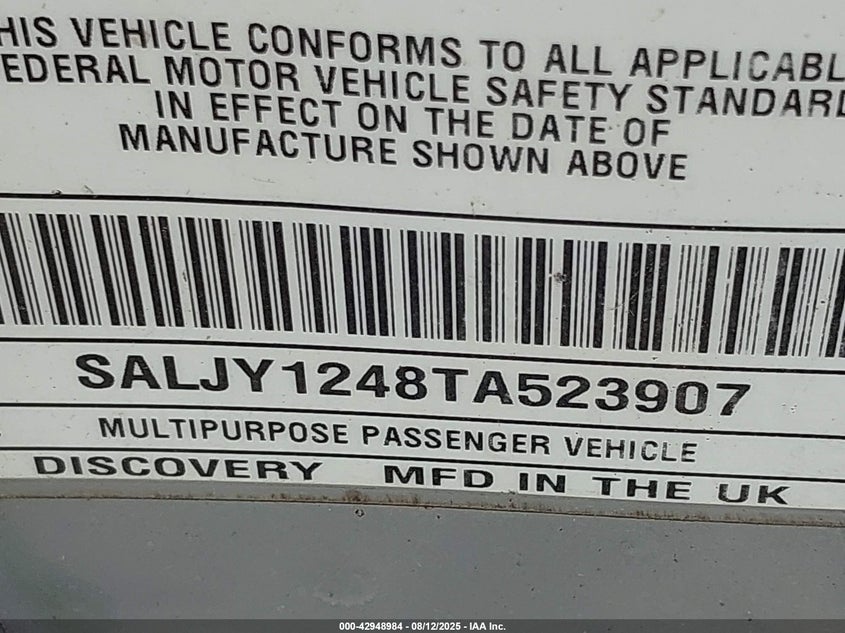 HIS VEHICLE CONFORMS TO ALL APPLICABL
EDERAL MOTOR VEHICLE SAFETY STANDARD
IN EFFECT ON THE DATE OF
MANUFACTURE SHOWN ABOVE
SALJY1248TA523907
MULTIPURPOSE PASSENGER VEHICLE
DISCOVERY MFD IN THE UK
000-42948984 - 08/12/2025 - IAA Inc.